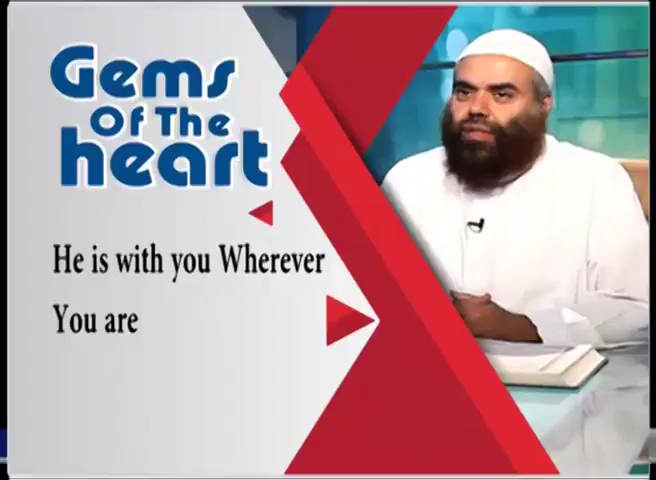 Gems
Of The
heart
He is with you Wherever
You are